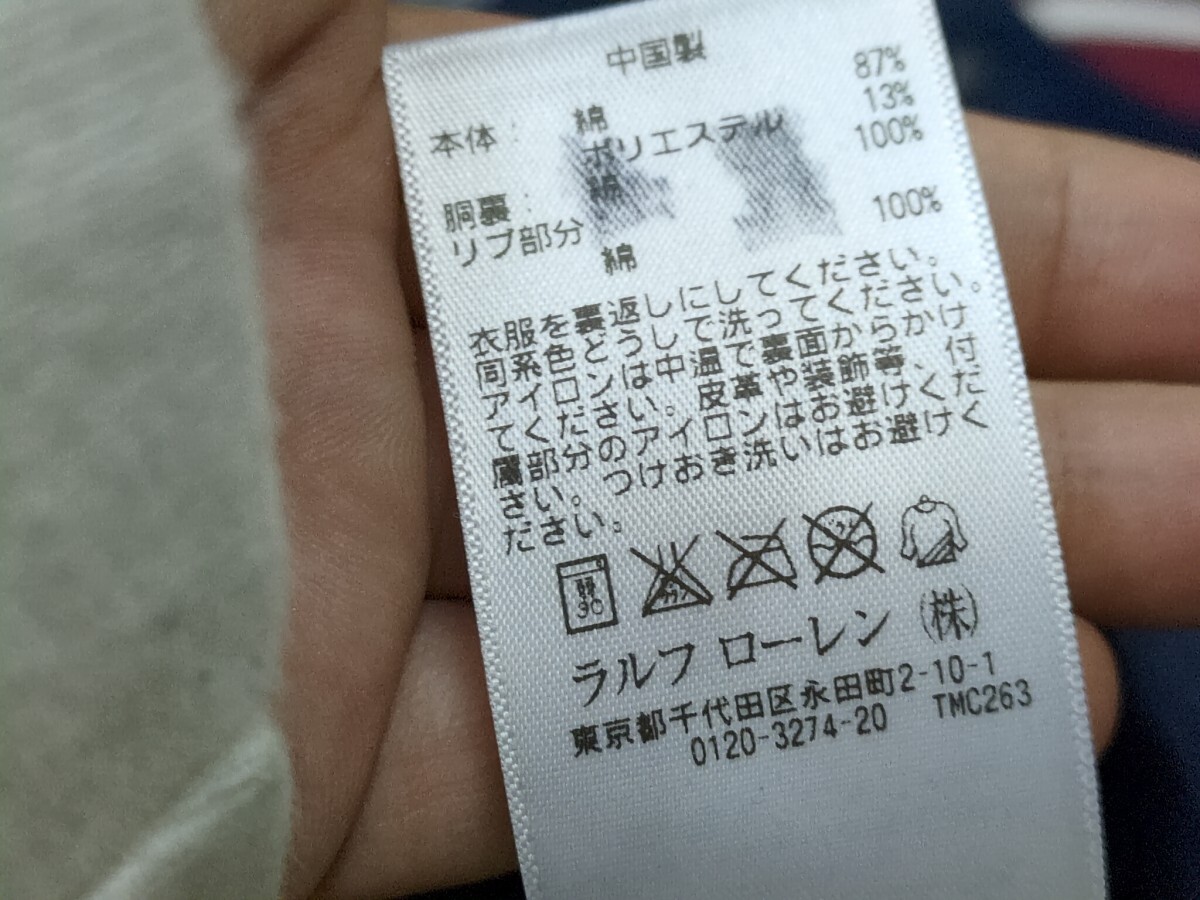 中国製
本体: 綿 87%
ポリエステル 13%
胴裏: 綿 100%
リブ部分
綿 100%
衣服を裏返しにしてください。
同系色どうしで洗ってください。
アイロンは中温で裏面からかけ
てください。皮革や装飾等、付
属部分のアイロンはお避けくだ
さい。つけおき洗いはお避けく
ださい。
弱
30
ラルフ ローレン (株)
東京都千代田区永田町2-10-1
0120-3274-20 TMC263